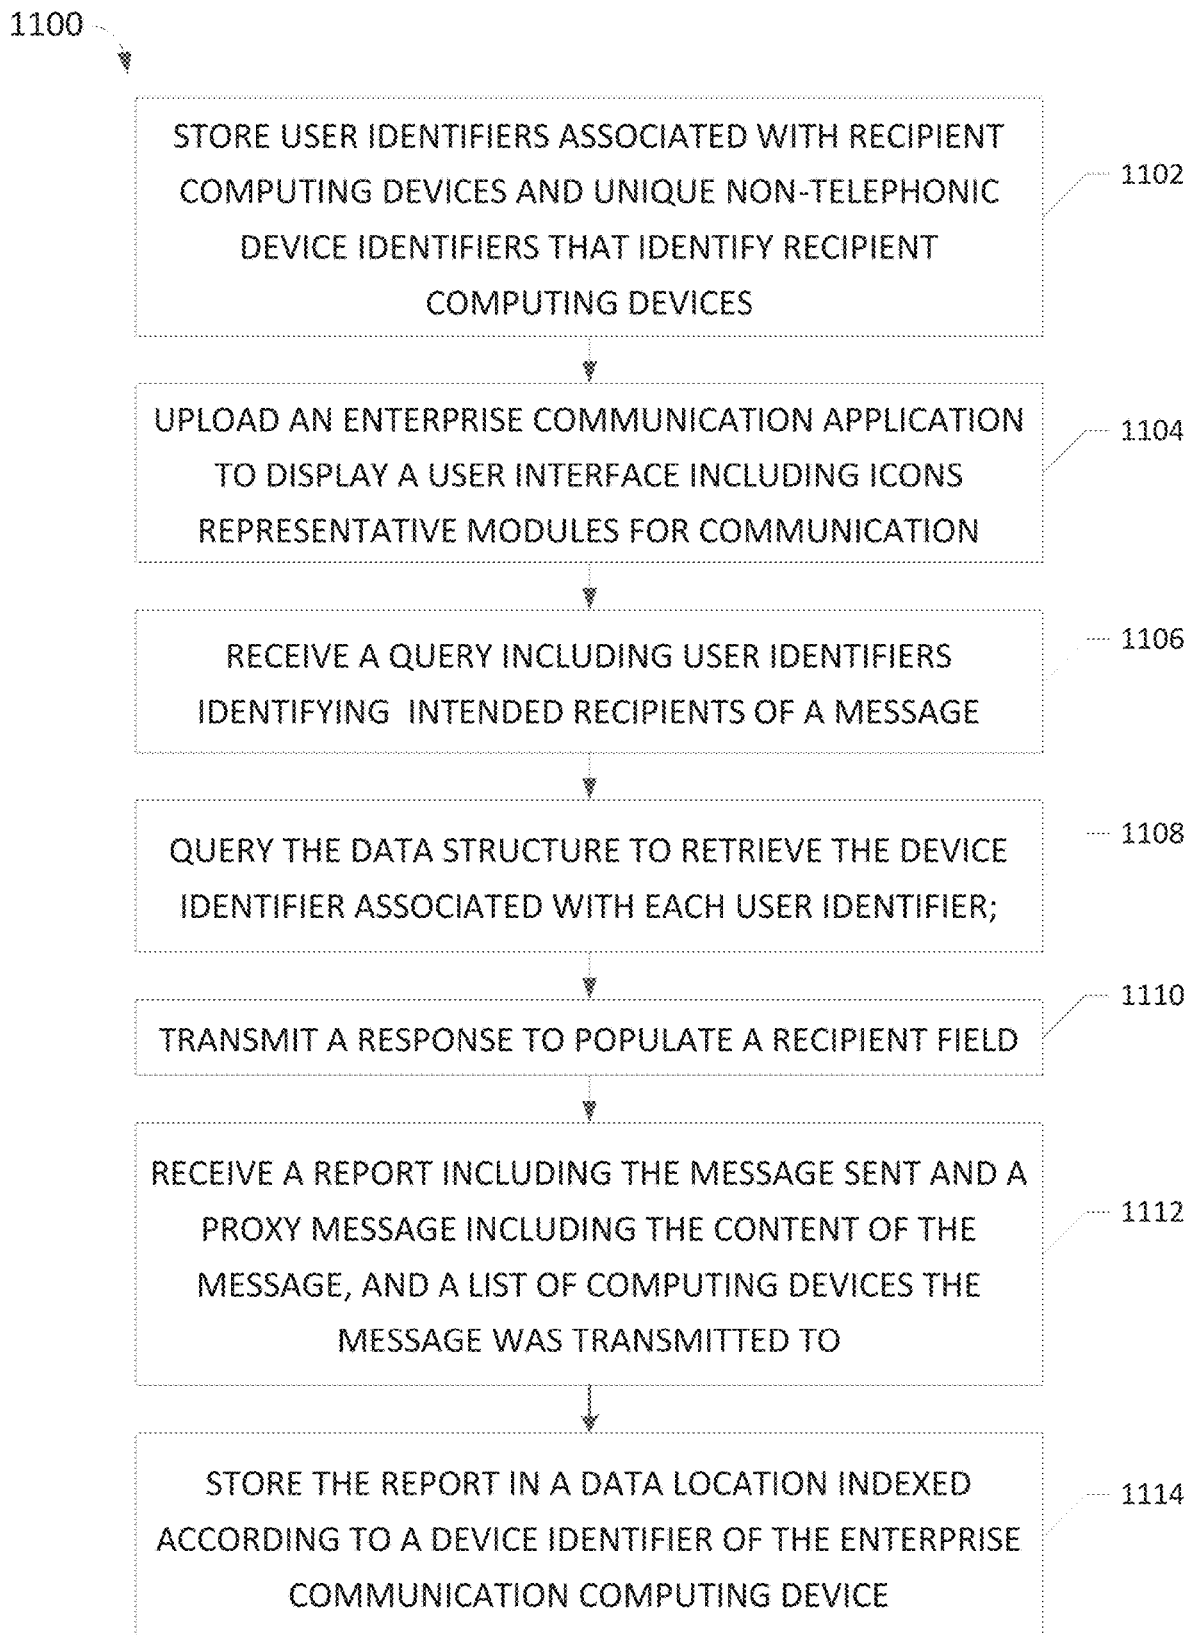 1100
STORE USER IDENTIFIERS ASSOCIATED WITH RECIPIENT
COMPUTING DEVICES AND UNIQUE NON-TELEPHONIC
DEVICE IDENTIFIERS THAT IDENTIFY RECIPIENT
COMPUTING DEVICES
1102
UPLOAD AN ENTERPRISE COMMUNICATION APPLICATION
TO DISPLAY A USER INTERFACE INCLUDING ICONS
REPRESENTATIVE MODULES FOR COMMUNICATION
1104
RECEIVE A QUERY INCLUDING USER IDENTIFIERS
IDENTIFYING INTENDED RECIPIENTS OF A MESSAGE
1106
QUERY THE DATA STRUCTURE TO RETRIEVE THE DEVICE
IDENTIFIER ASSOCIATED WITH EACH USER IDENTIFIER;
1108
TRANSMIT A RESPONSE TO POPULATE A RECIPIENT FIELD
1110
RECEIVE A REPORT INCLUDING THE MESSAGE SENT AND A
PROXY MESSAGE INCLUDING THE CONTENT OF THE
MESSAGE, AND A LIST OF COMPUTING DEVICES THE
MESSAGE WAS TRANSMITTED TO
1112
STORE THE REPORT IN A DATA LOCATION INDEXED
ACCORDING TO A DEVICE IDENTIFIER OF THE ENTERPRISE
COMMUNICATION COMPUTING DEVICE
1114